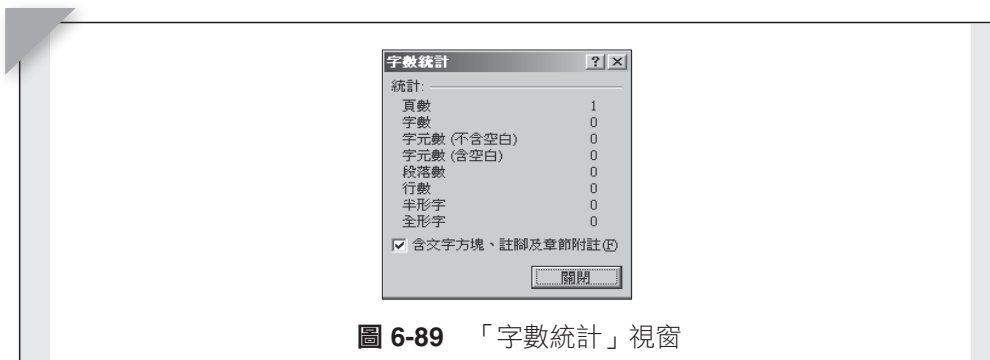 字數統計
統計:
頁數 1
字數 0
字元數 (不含空白) 0
字元數 (含空白) 0
段落數 0
行數 0
半形字 0
全形字 0
含文字方塊、註腳及章節附註(F)
關閉
圖 6-89 「字數統計」視窗